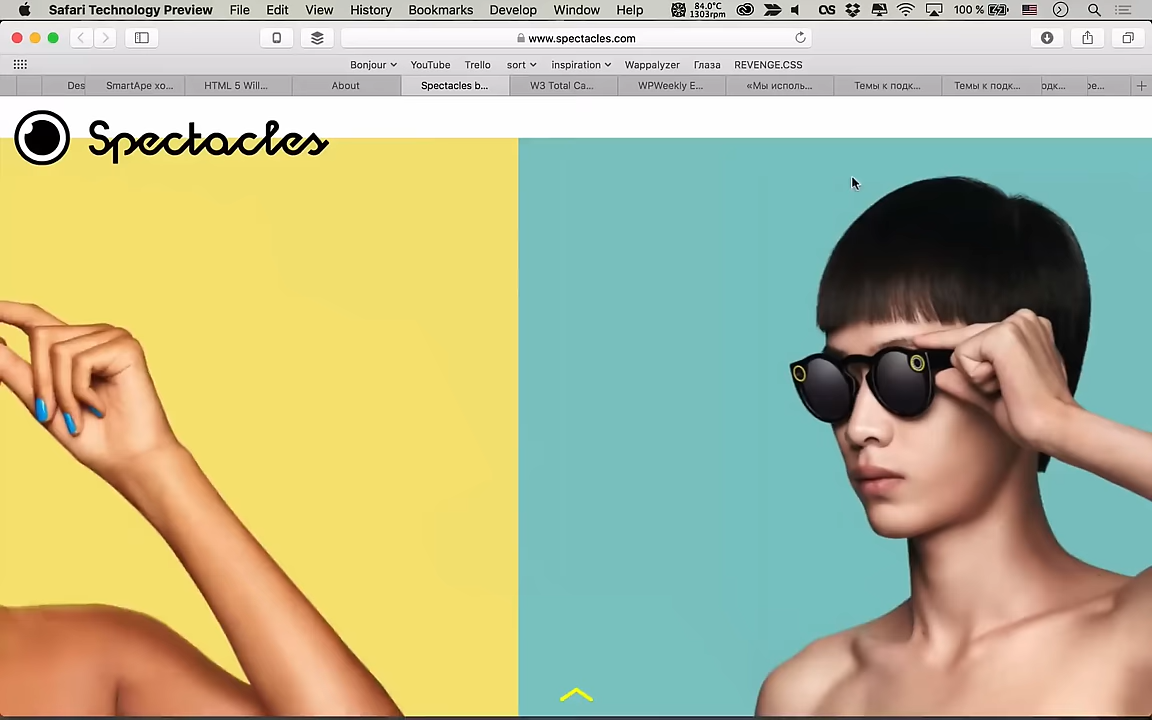 Safari Technology Preview File Edit View History Bookmarks Develop Window Help 84.0°C 1303rpm 100 %
www.spectacles.com
Bonjour YouTube Trello sort inspiration Wappalyzer Глаза REVENGE.CSS
Des SmartApe xo... HTML 5 Will... About Spectacles b... W3 Total Ca... WPWeekly E... «Мы исполь... Темы к подк... Темы к подк... одк...
Spectacles